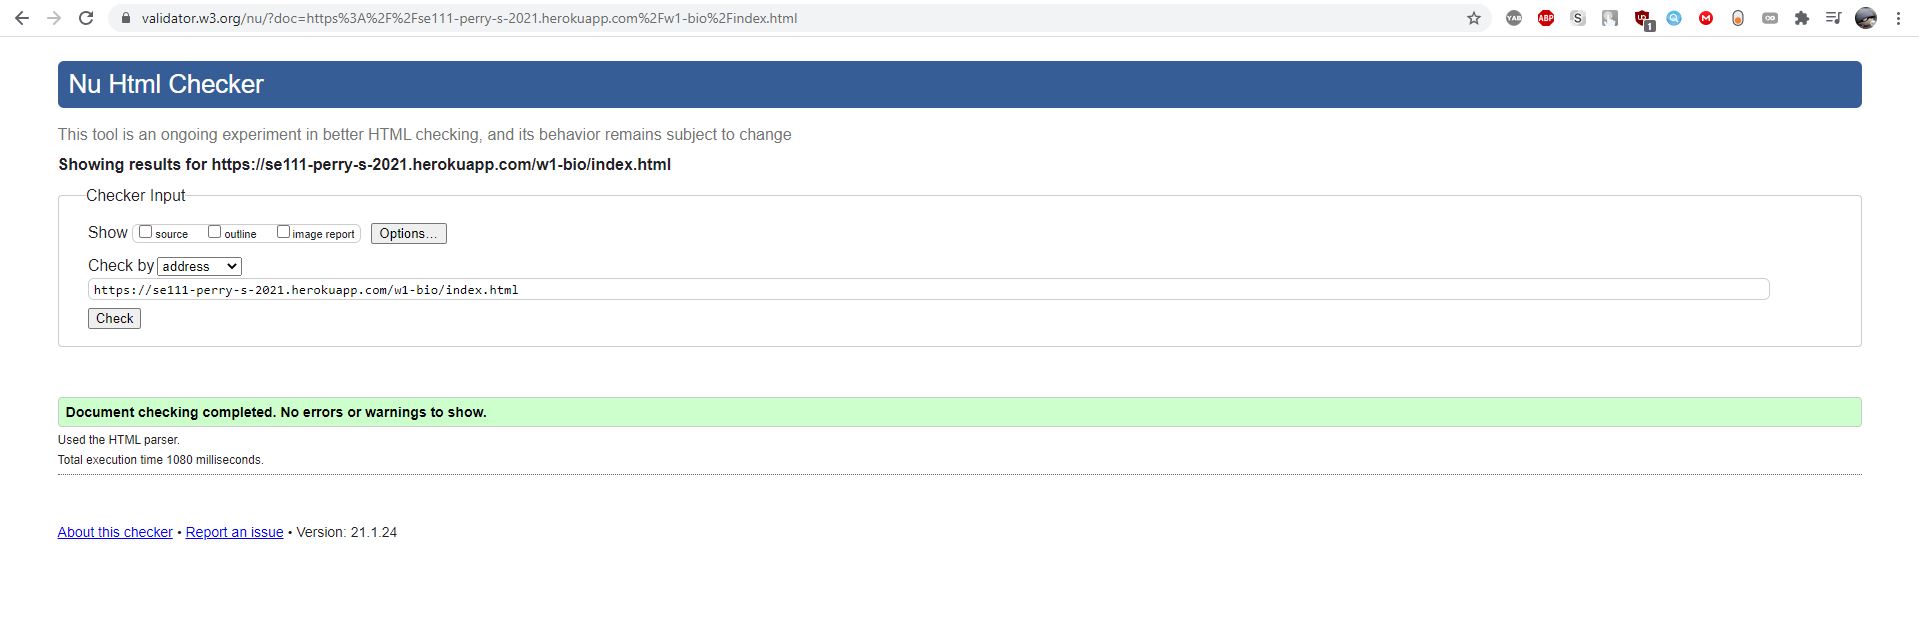 validator.w3.org/nu/?doc=https%3A%2F%2Fse111-perry-s-2021.herokuapp.com%2Fw1-bio%2Findex.html
YAB ABP S 1 M
Nu Html Checker
This tool is an ongoing experiment in better HTML checking, and its behavior remains subject to change
Showing results for https://se111-perry-s-2021.herokuapp.com/w1-bio/index.html
Checker Input
Show source outline image report Options...
Check by address
https://se111-perry-s-2021.herokuapp.com/w1-bio/index.html
Check
Document checking completed. No errors or warnings to show.
Used the HTML parser.
Total execution time 1080 milliseconds.
About this checker • Report an issue • Version: 21.1.24